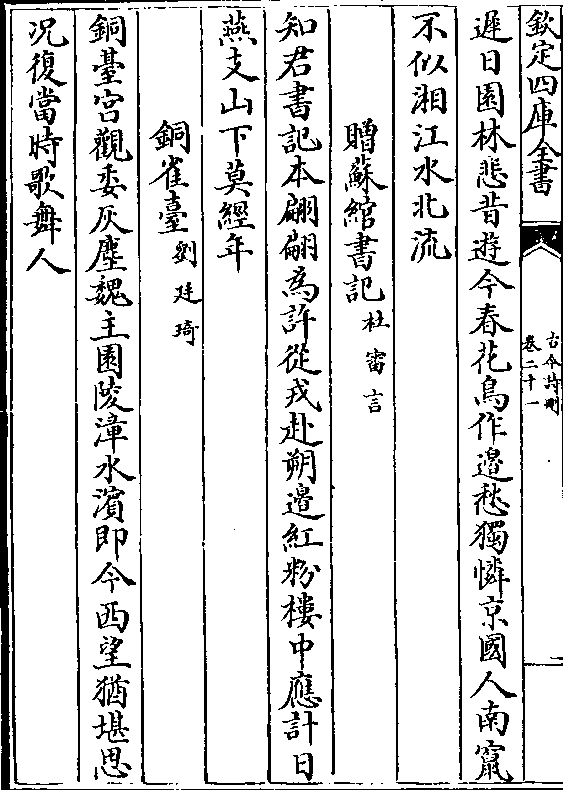 欽定四庫全書
古今詩刪
卷二十一
遲日園林悲昔遊今春花鳥作邊愁獨憐京國人南竄
不似湘江水北流
贈蘇綰書記杜審言
知君書記本翩翩為許從戎赴朔邊紅粉樓中應計日
燕支山下莫經年
銅雀臺劉廷琦
銅臺宮觀委灰塵魏主園陵漳水濱即今西望猶堪思
况復當時歌舞人